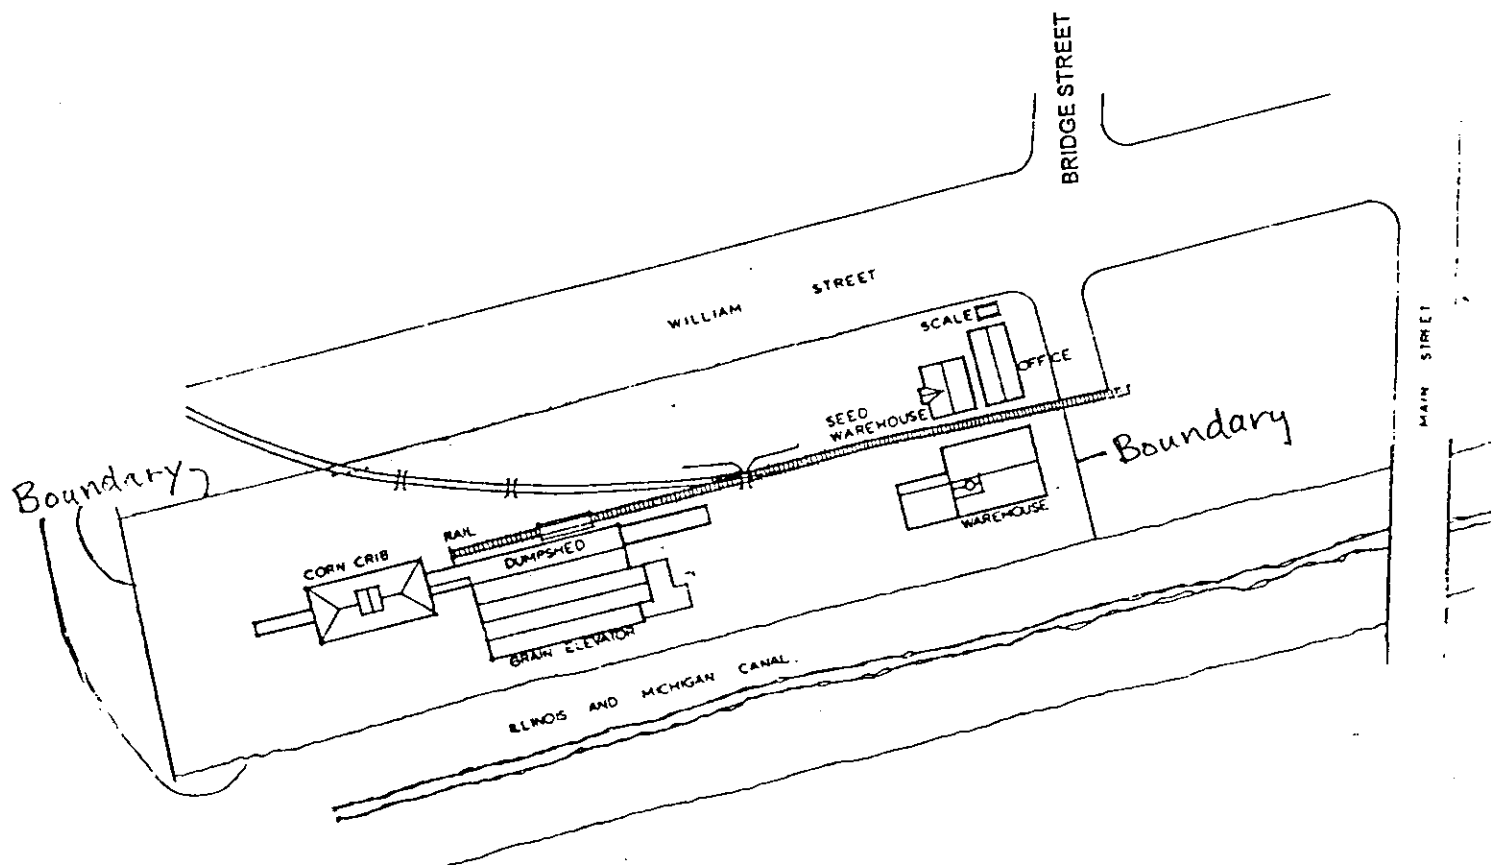 BRIDGE STREET
WILLIAM STREET
SCALE
OFFICE
MAIN STREET
SEED
WAREHOUSE
Boundary
Boundary
WAREHOUSE
RAIL
DUMPSHED
CORN CRIB
GRAIN ELEVATOR
ILLINOIS AND MICHIGAN CANAL